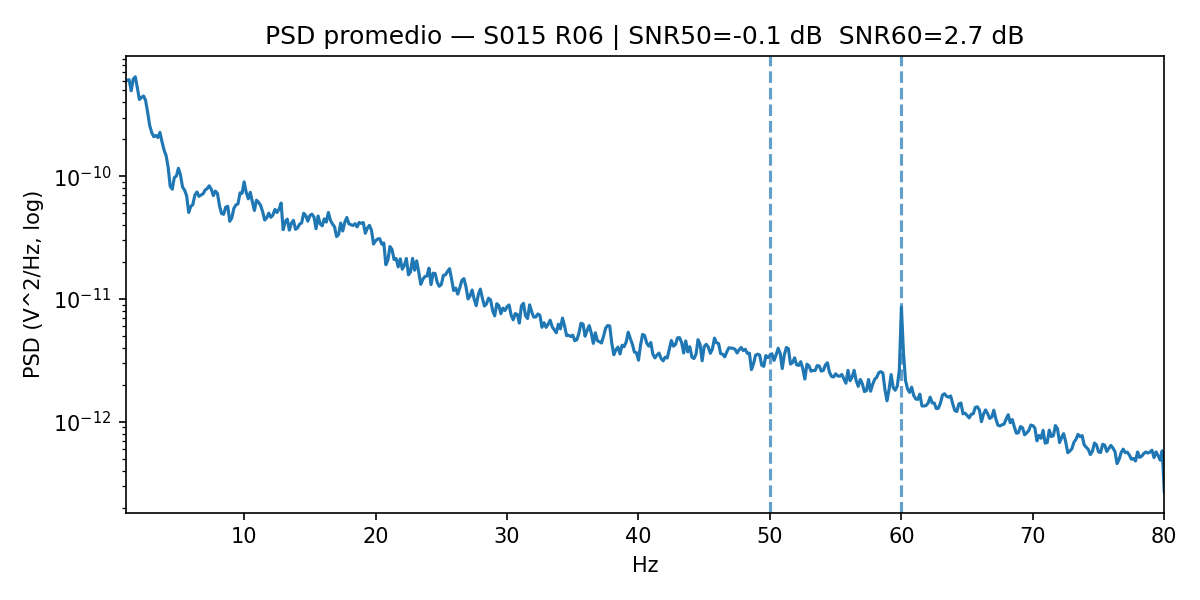 PSD promedio — S015 R06 | SNR50=-0.1 dB  SNR60=2.7 dB
PSD (V^2/Hz, log)
10⁻¹⁰
10⁻¹¹
10⁻¹²
10 20 30 40 50 60 70 80
Hz